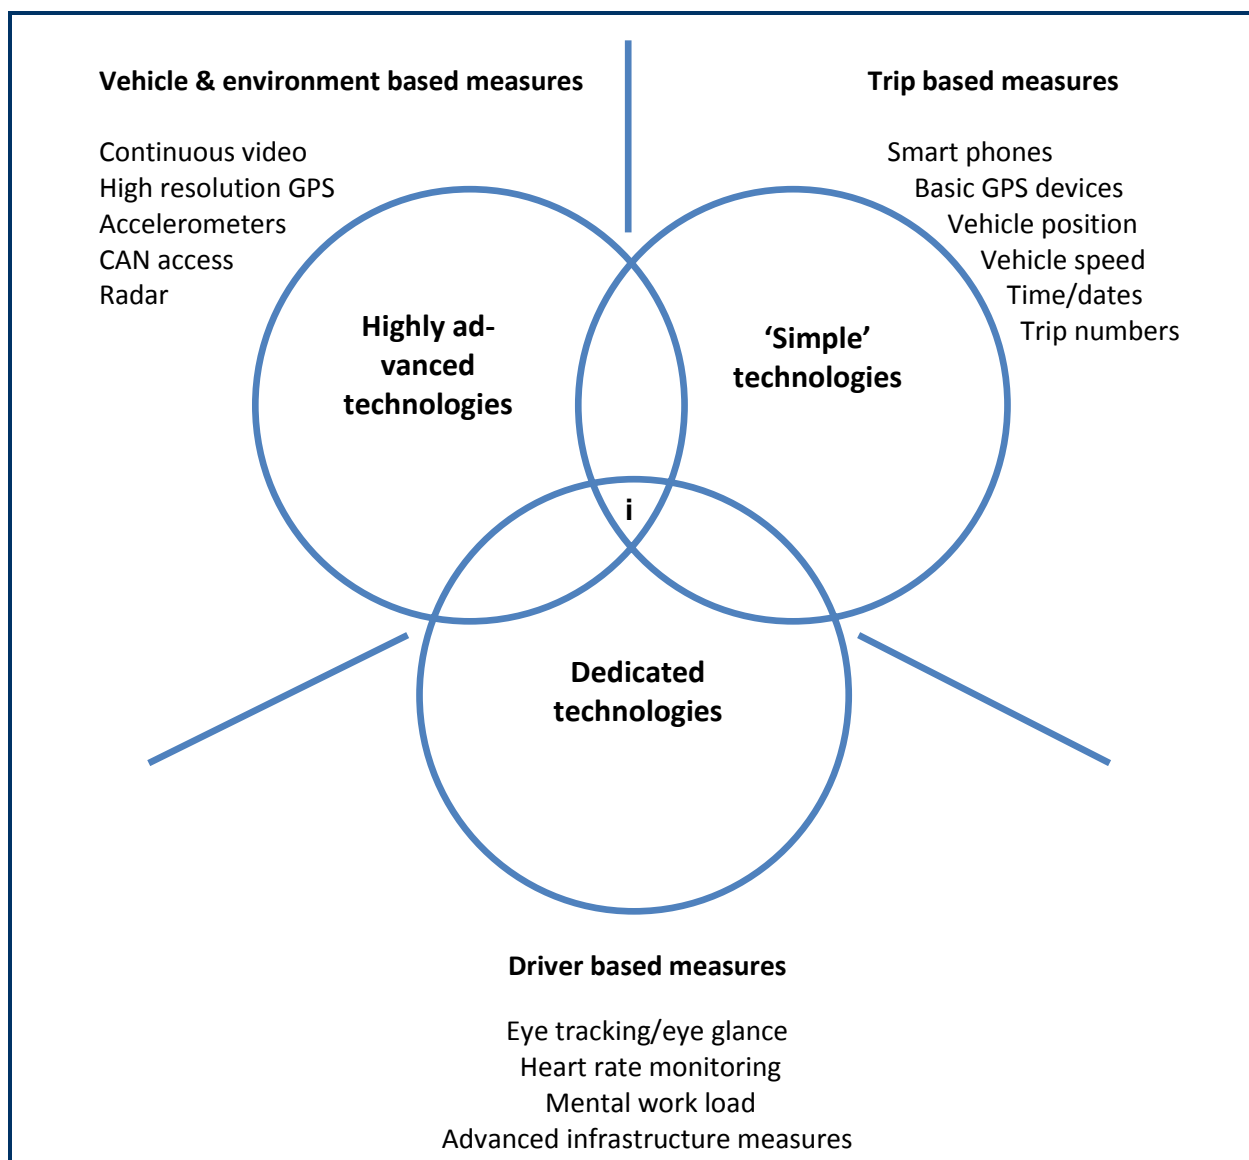 Vehicle & environment based measures
Continuous video
High resolution GPS
Accelerometers
CAN access
Radar
Trip based measures
Smart phones
Basic GPS devices
Vehicle position
Vehicle speed
Time/dates
Trip numbers
Highly ad-
vanced
technologies
‘Simple’
technologies
i
Dedicated
technologies
Driver based measures
Eye tracking/eye glance
Heart rate monitoring
Mental work load
Advanced infrastructure measures